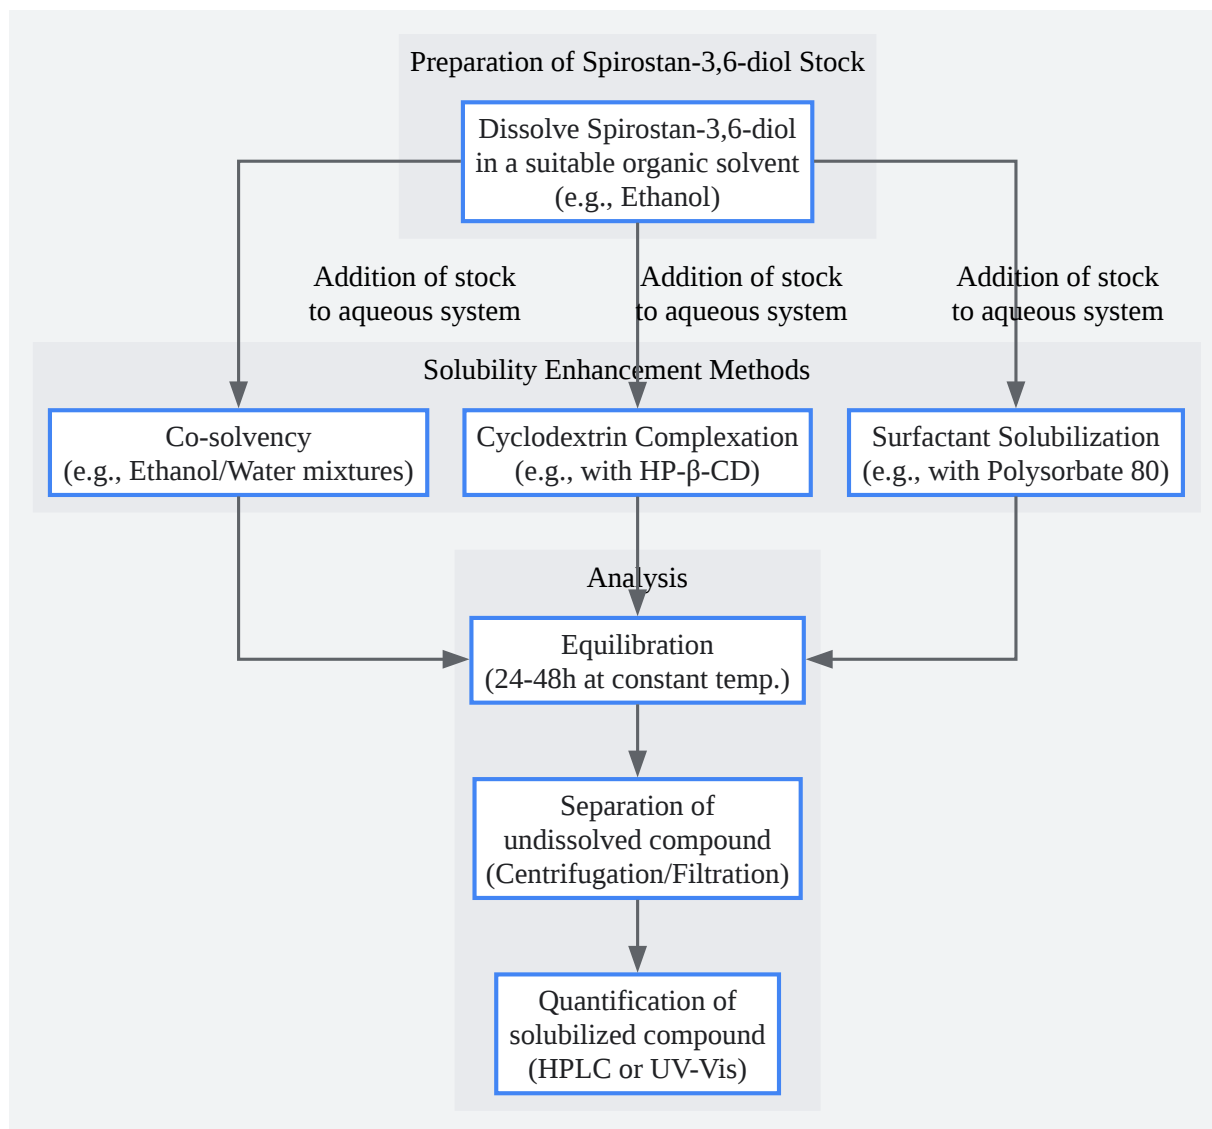 Preparation of Spirostan-3,6-diol Stock
Dissolve Spirostan-3,6-diol
in a suitable organic solvent
(e.g., Ethanol)
Addition of stock
to aqueous system
Addition of stock
to aqueous system
Addition of stock
to aqueous system
Solubility Enhancement Methods
Co-solvency
(e.g., Ethanol/Water mixtures)
Cyclodextrin Complexation
(e.g., with HP-β-CD)
Surfactant Solubilization
(e.g., with Polysorbate 80)
Analysis
Equilibration
(24-48h at constant temp.)
Separation of
undissolved compound
(Centrifugation/Filtration)
Quantification of
solubilized compound
(HPLC or UV-Vis)